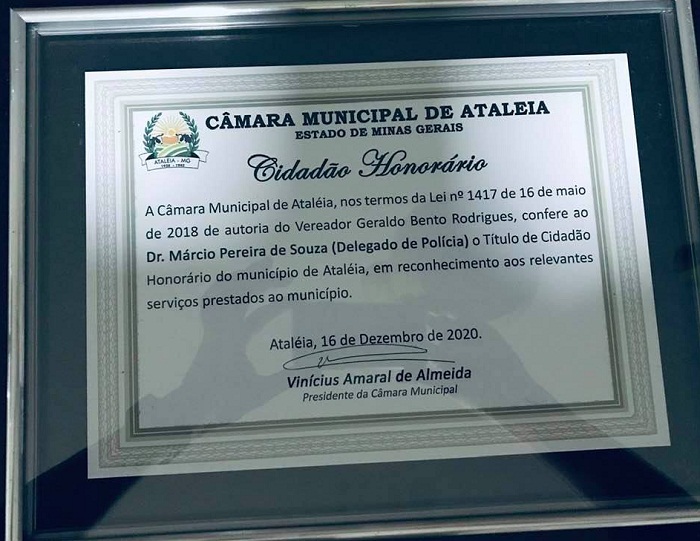 CÂMARA MUNICIPAL DE ATALEIA
ESTADO DE MINAS GERAIS
ATALÉIA - MG
Cidadão Honorário
A Câmara Municipal de Ataléia, nos termos da Lei nº 1417 de 16 de maio
de 2018 de autoria do Vereador Geraldo Bento Rodrigues, confere ao
Dr. Márcio Pereira de Souza (Delegado de Polícia) o Título de Cidadão
Honorário do município de Ataléia, em reconhecimento aos relevantes
serviços prestados ao município.
Ataléia, 16 de Dezembro de 2020.
Vinícius Amaral de Almeida
Presidente da Câmara Municipal